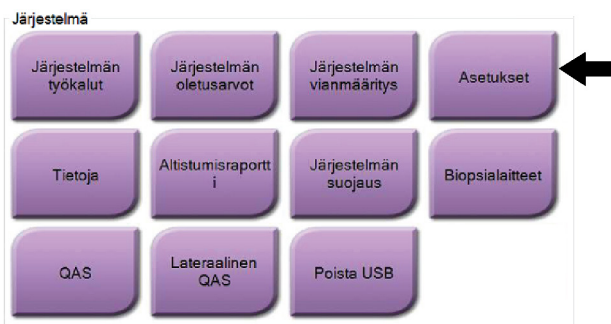 Järjestelmä
Järjestelmän
työkalut
Järjestelmän
oletusarvot
Järjestelmän
vianmääritys
Asetukset
Tietoja
Altistumisraportt
i
Järjestelmän
suojaus
Biopsialaitteet
QAS
Lateraalinen
QAS
Poista USB